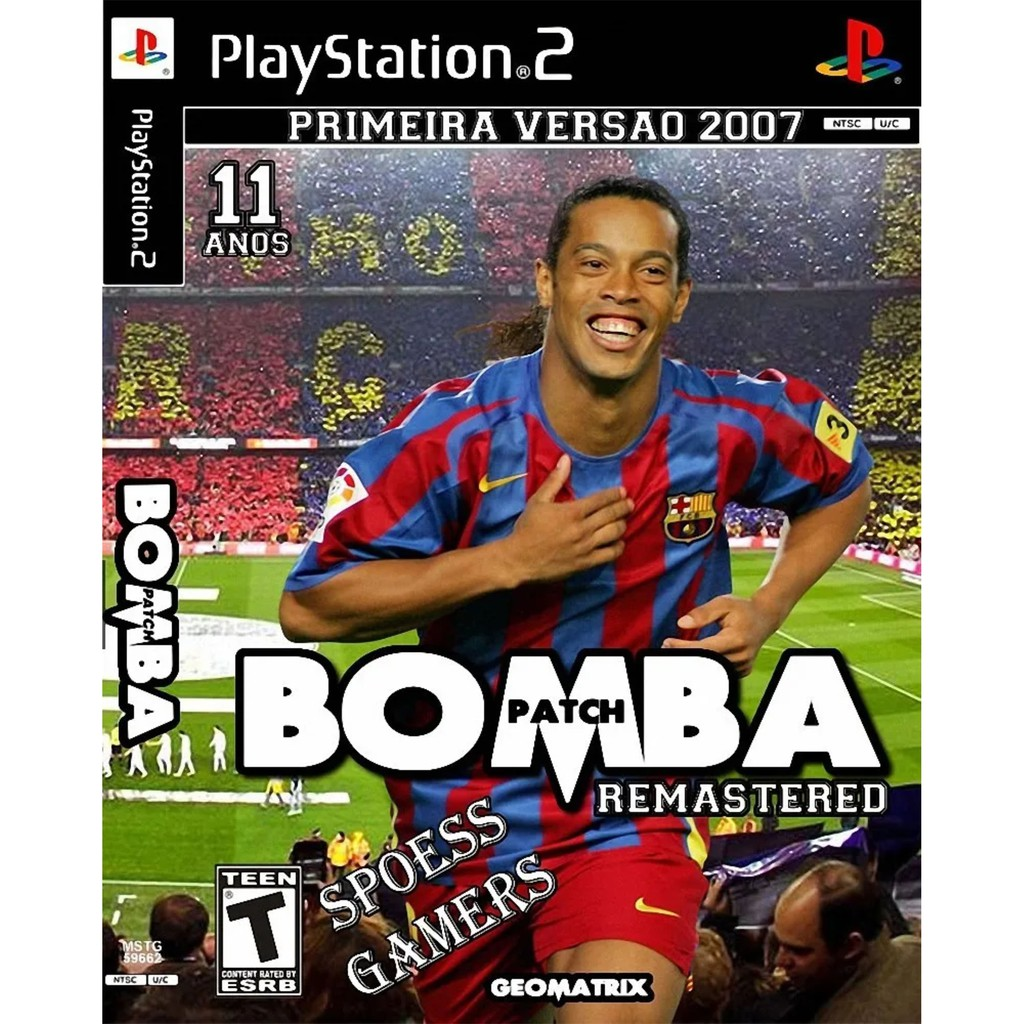 PlayStation®2
PRIMEIRA VERSAO 2007
NTSC U/C
PlayStation.2
11
ANOS
3
BOMBA
PATCH
BOMBA
PATCH
REMASTERED
SPOESS
GAMERS
TEEN
T
CONTENT RATED BY
ESRB
MSTG
59662
NTSC U/C
GEOMATRIX